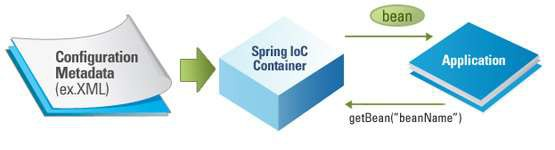 Configuration
Metadata
(ex.XML)
Spring IoC
Container
bean
Application
getBean("beanName")